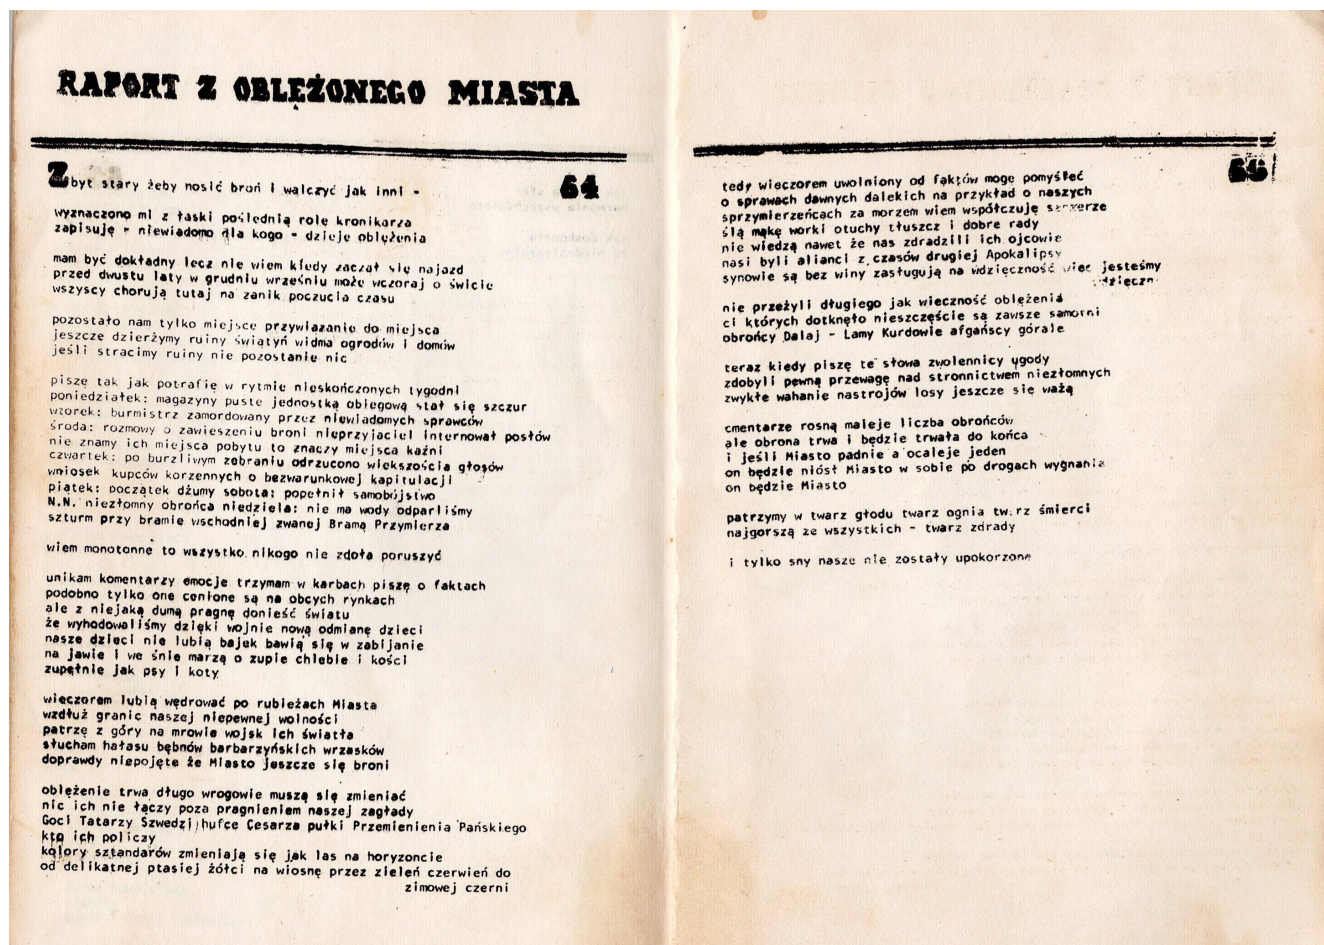 RAPORT Z OBLĘŻONEGO MIASTA
64
Zbyt stary żeby nosić broń i walczyć jak inni -
wyznaczono mi z łaski poślednią rolę kronikarza
zapisuję - niewiadomo dla kogo - dzieje oblężenia
mam być dokładny lecz nie wiem kiedy zaczął się najazd
przed dwustu laty w grudniu wrześniu może wczoraj o świcie
wszyscy chorują tutaj na zanik poczucia czasu
pozostało nam tylko miejsce przywiązanie do miejsca
jeszcze dzierżymy ruiny świątyń widma ogrodów i domów
jeśli stracimy ruiny nie pozostanie nic
piszę tak jak potrafię w rytmie nieskończonych tygodni
poniedziałek: magazyny puste jednostką obiegową stał się szczur
wtorek: burmistrz zamordowany przez niewiadomych sprawców
środa: rozmowy o zawieszeniu broni nieprzyjaciel internował posłów
nie znamy ich miejsca pobytu to znaczy miejsca kaźni
czwartek: po burzliwym zebraniu odrzucono większością głosów
wniosek kupców korzennych o bezwarunkowej kapitulacji
piątek: początek dżumy sobota: popełnił samobójstwo
N.N. niezłomny obrońca niedziela: nie ma wody odparliśmy
szturm przy bramie wschodniej zwanej Bramą Przymierza
wiem monotonne to wszystko nikogo nie zdoła poruszyć
unikam komentarzy emocje trzymam w karbach piszę o faktach
podobno tylko one cenione są na obcych rynkach
ale z niejaką dumą pragnę donieść światu
że wyhodowaliśmy dzięki wojnie nową odmianę dzieci
nasze dzieci nie lubią bajek bawią się w zabijanie
na jawie i we śnie marzą o zupie chlebie i kości
zupełnie jak psy i koty
wieczorem lubią wędrować po rubieżach Miasta
wzdłuż granic naszej niepewnej wolności
patrzę z góry na mrowie wojsk ich światła
słucham hałasu bębnów barbarzyńskich wrzasków
doprawdy niepojęte że Miasto jeszcze się broni
oblężenie trwa długo wrogowie muszą się zmieniać
nic ich nie łączy poza pragnieniem naszej zagłady
Goci Tatarzy Szwedzi hufce Cesarza pułki Przemienienia Pańskiego
kto ich policzy
kolory sztandarów zmieniają się jak las na horyzoncie
od delikatnej ptasiej żółci na wiosnę przez zieleń czerwień do
zimowej czerni
65
tedy wieczorem uwolniony od faktów mogę pomyśleć
o sprawach dawnych dalekich na przykład o naszych
sprzymierzeńcach za morzem wiem współczuję szczerze
ślą mąkę worki otuchy tłuszcz i dobre rady
nie wiedzą nawet że nas zdradzili ich ojcowie
nasi byli alianci z czasów drugiej Apokalipsy
synowie są bez winy zasługują na wdzięczność więc jesteśmy
wdzięczni
nie przeżyli długiego jak wieczność oblężenia
ci których dotknęło nieszczęście są zawsze samotni
obrońcy Dalaj - Lamy Kurdowie afgańscy górale
teraz kiedy piszę te słowa zwolennicy ugody
zdobyli pewną przewagę nad stronnictwem niezłomnych
zwykłe wahanie nastrojów losy jeszcze się ważą
cmentarze rosną maleje liczba obrońców
ale obrona trwa i będzie trwała do końca
i jeśli Miasto padnie a ocaleje jeden
on będzie niósł Miasto w sobie po drogach wygnania
on będzie Miasto
patrzymy w twarz głodu twarz ognia twarz śmierci
najgorszą ze wszystkich - twarz zdrady
i tylko sny nasze nie zostały upokorzone